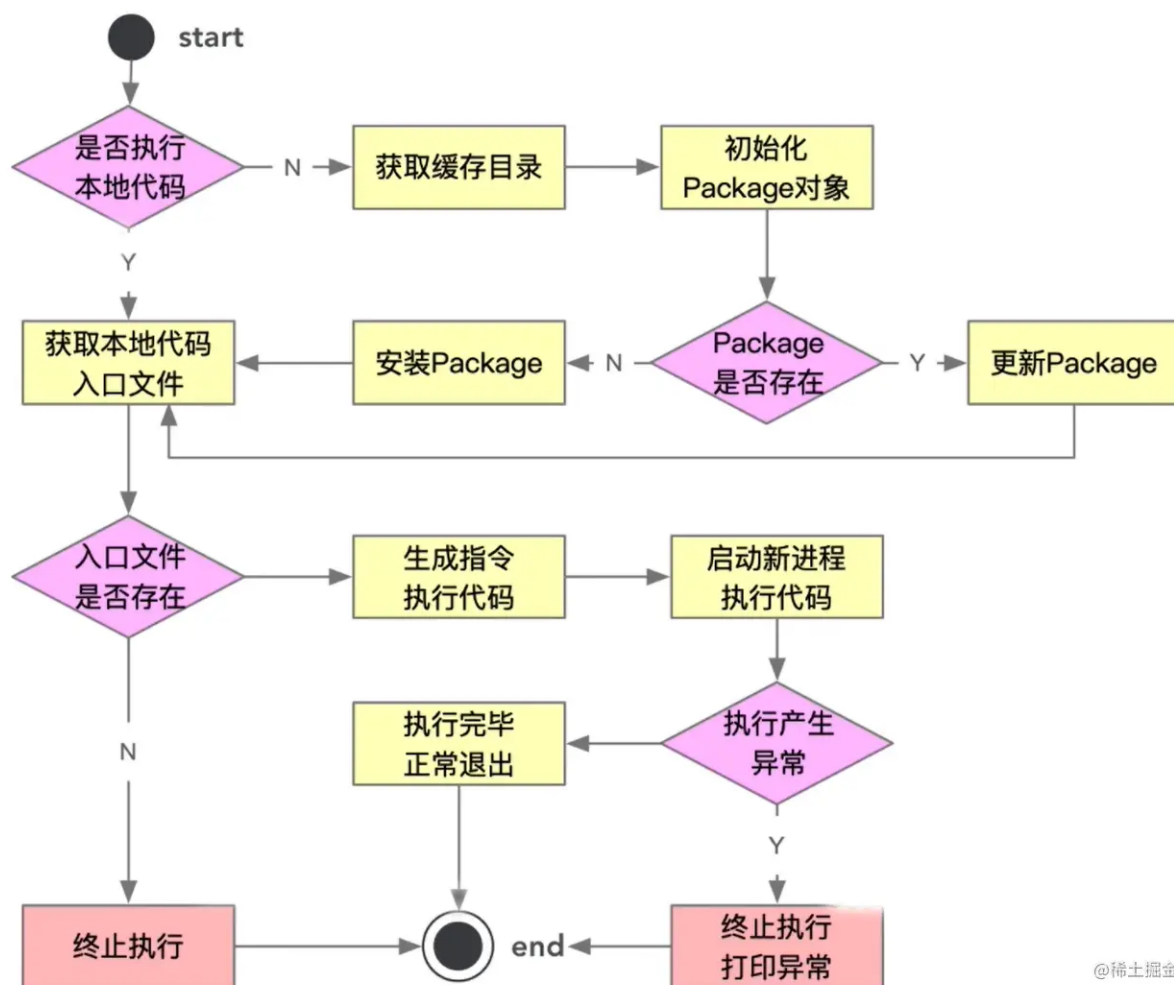 start
是否执行
本地代码
N
获取缓存目录
初始化
Package对象
Y
获取本地代码
入口文件
安装Package
N
Package
是否存在
Y
更新Package
入口文件
是否存在
生成指令
执行代码
启动新进程
执行代码
N
执行完毕
正常退出
执行产生
异常
Y
终止执行
end
终止执行
打印异常
@稀土掘金